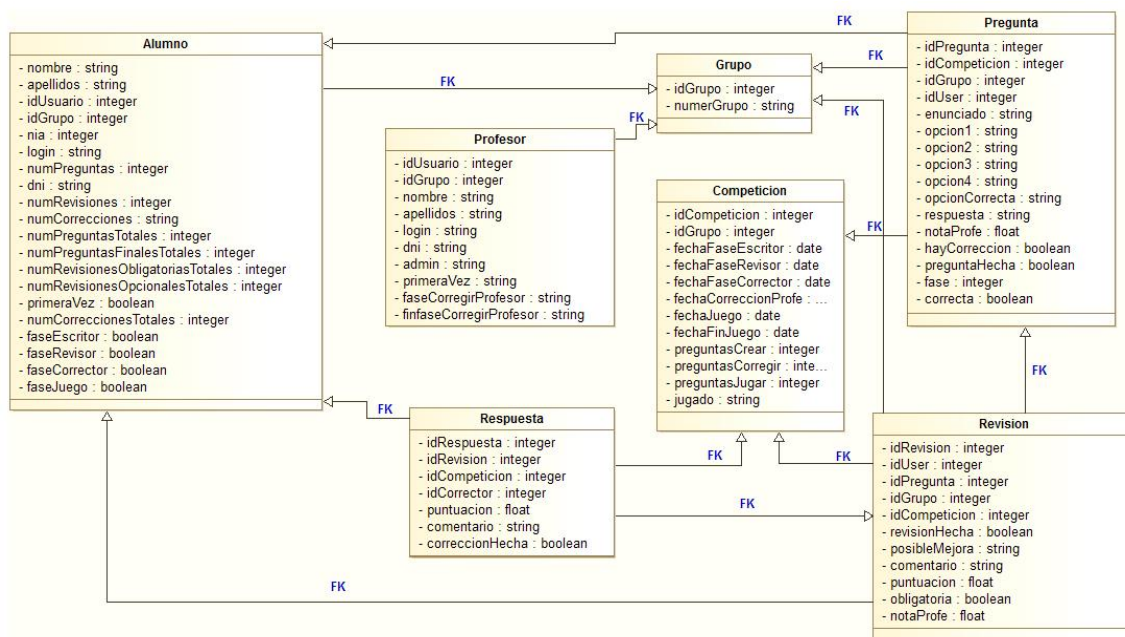 Alumno
- nombre : string
- apellidos : string
- idUsuario : integer
- idGrupo : integer
- nia : integer
- login : string
- numPreguntas : integer
- dni : string
- numRevisiones : integer
- numCorrecciones : string
- numPreguntasTotales : integer
- numPreguntasFinalesTotales : integer
- numRevisionesObligatoriasTotales : integer
- numRevisionesOpcionalesTotales : integer
- primeraVez : boolean
- numCorreccionesTotales : integer
- faseEscritor : boolean
- faseRevisor : boolean
- faseCorrector : boolean
- faseJuego : boolean
FK
FK
FK
Grupo
- idGrupo : integer
- numerGrupo : string
FK
FK
Profesor
- idUsuario : integer
- idGrupo : integer
- nombre : string
- apellidos : string
- login : string
- dni : string
- admin : string
- primeraVez : string
- faseCorregirProfesor : string
- finfaseCorregirProfesor : string
Competicion
- idCompeticion : integer
- idGrupo : integer
- fechaFaseEscritor : date
- fechaFaseRevisor : date
- fechaFaseCorrector : date
- fechaCorreccionProfe : ...
- fechaJuego : date
- fechaFinJuego : date
- preguntasCrear : integer
- preguntasCorregir : inte...
- preguntasJugar : integer
- jugado : string
FK
Pregunta
- idPregunta : integer
- idCompeticion : integer
- idGrupo : integer
- idUser : integer
- enunciado : string
- opcion1 : string
- opcion2 : string
- opcion3 : string
- opcion4 : string
- opcionCorrecta : string
- respuesta : string
- notaProfe : float
- hayCorreccion : boolean
- preguntaHecha : boolean
- fase : integer
- correcta : boolean
FK
FK
Respuesta
- idRespuesta : integer
- idRevision : integer
- idCompeticion : integer
- idCorrector : integer
- puntuacion : float
- comentario : string
- correccionHecha : boolean
FK
FK
FK
Revision
- idRevision : integer
- idUser : integer
- idPregunta : integer
- idGrupo : integer
- idCompeticion : integer
- revisionHecha : boolean
- posibleMejora : string
- comentario : string
- puntuacion : float
- obligatoria : boolean
- notaProfe : float
FK